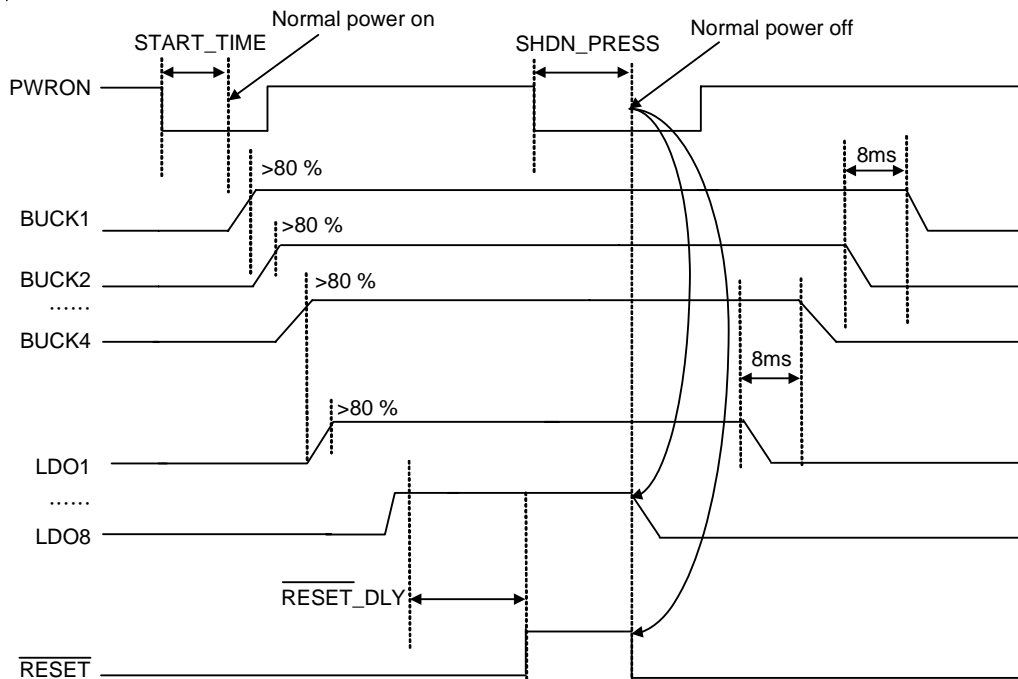 Normal power on
START_TIME
SHDN_PRESS
Normal power off
PWRON
>80 %
8ms
BUCK1
>80 %
BUCK2
>80 %
......
BUCK4
8ms
>80 %
LDO1
......
LDO8
RESET_DLY
RESET